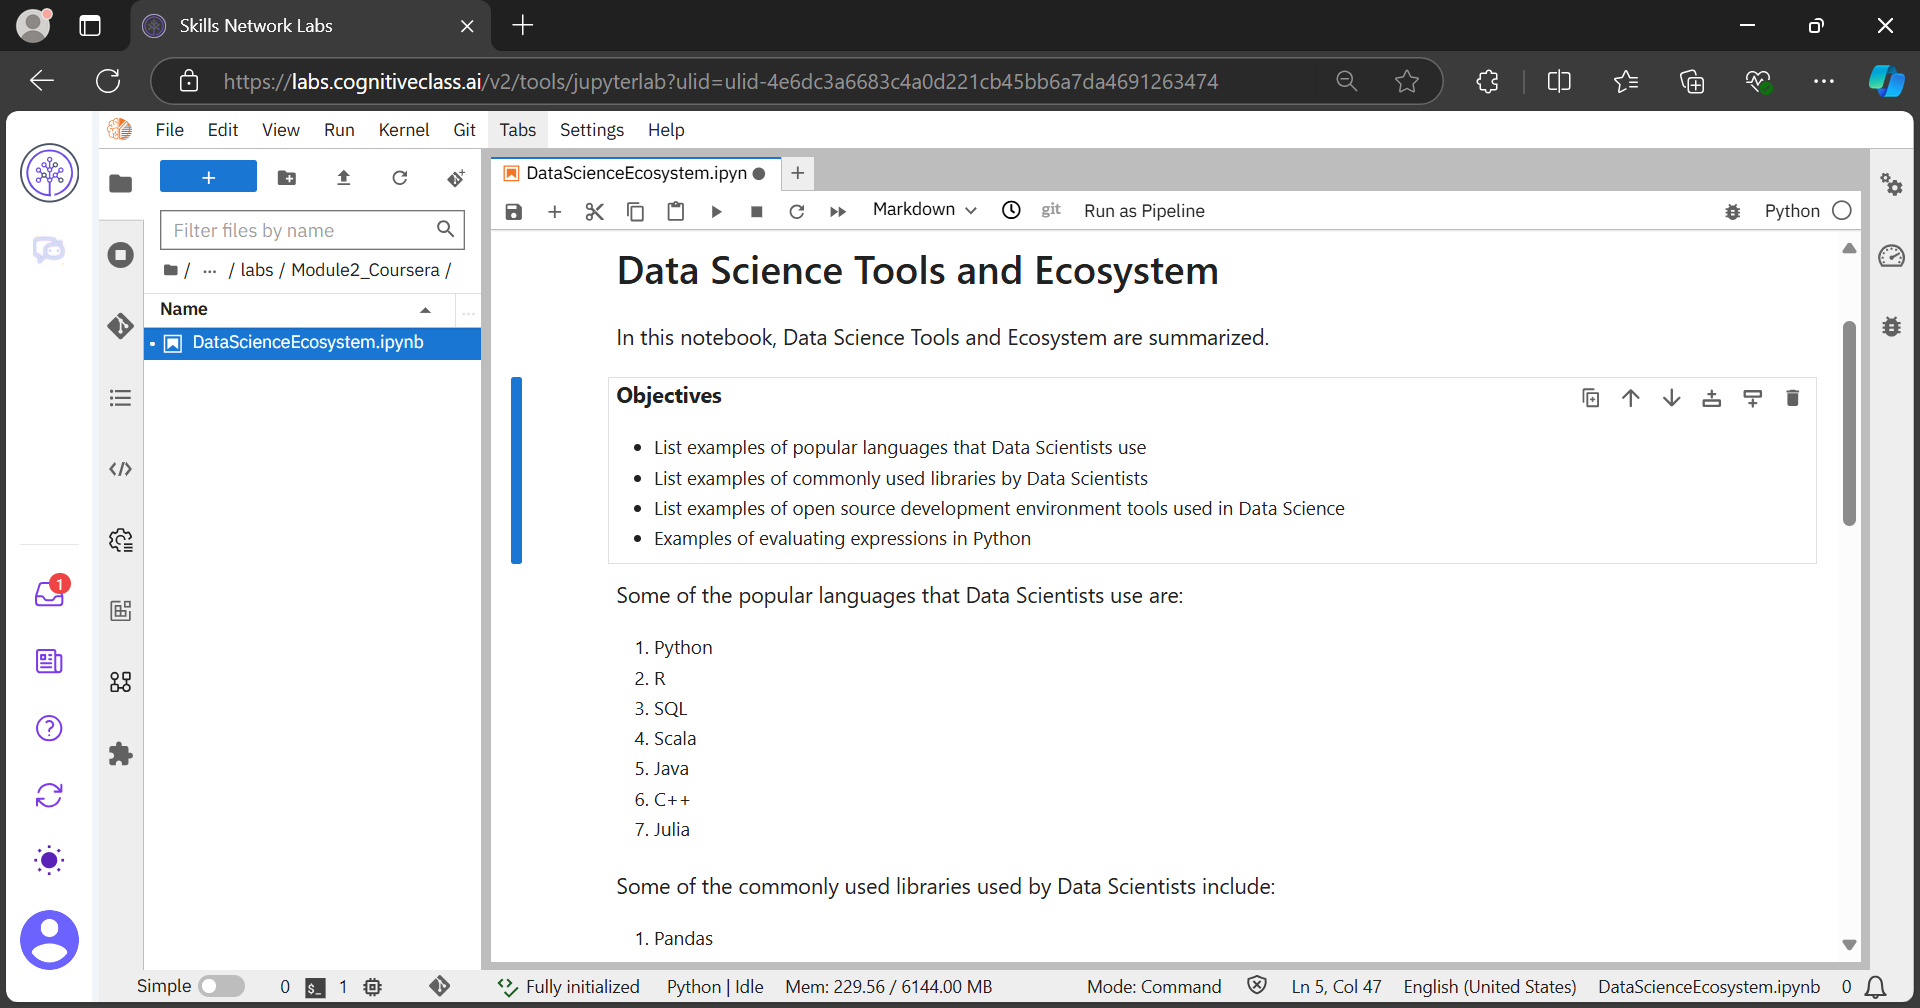 Skills Network Labs
https://labs.cognitiveclass.ai/v2/tools/jupyterlab?ulid=ulid-4e6dc3a6683c4a0d221cb45bb6a7da4691263474
File Edit View Run Kernel Git Tabs Settings Help
DataScienceEcosystem.ipyn
Markdown git Run as Pipeline Python
Filter files by name
/ ... / labs / Module2_Coursera /
Name ...
DataScienceEcosystem.ipynb
Data Science Tools and Ecosystem
In this notebook, Data Science Tools and Ecosystem are summarized.
Objectives
• List examples of popular languages that Data Scientists use
• List examples of commonly used libraries by Data Scientists
• List examples of open source development environment tools used in Data Science
• Examples of evaluating expressions in Python
Some of the popular languages that Data Scientists use are:
1. Python
2. R
3. SQL
4. Scala
5. Java
6. C++
7. Julia
Some of the commonly used libraries used by Data Scientists include:
1. Pandas
1
Simple 0 $_ 1 Fully initialized Python | Idle Mem: 229.56 / 6144.00 MB Mode: Command Ln 5, Col 47 English (United States) DataScienceEcosystem.ipynb 0